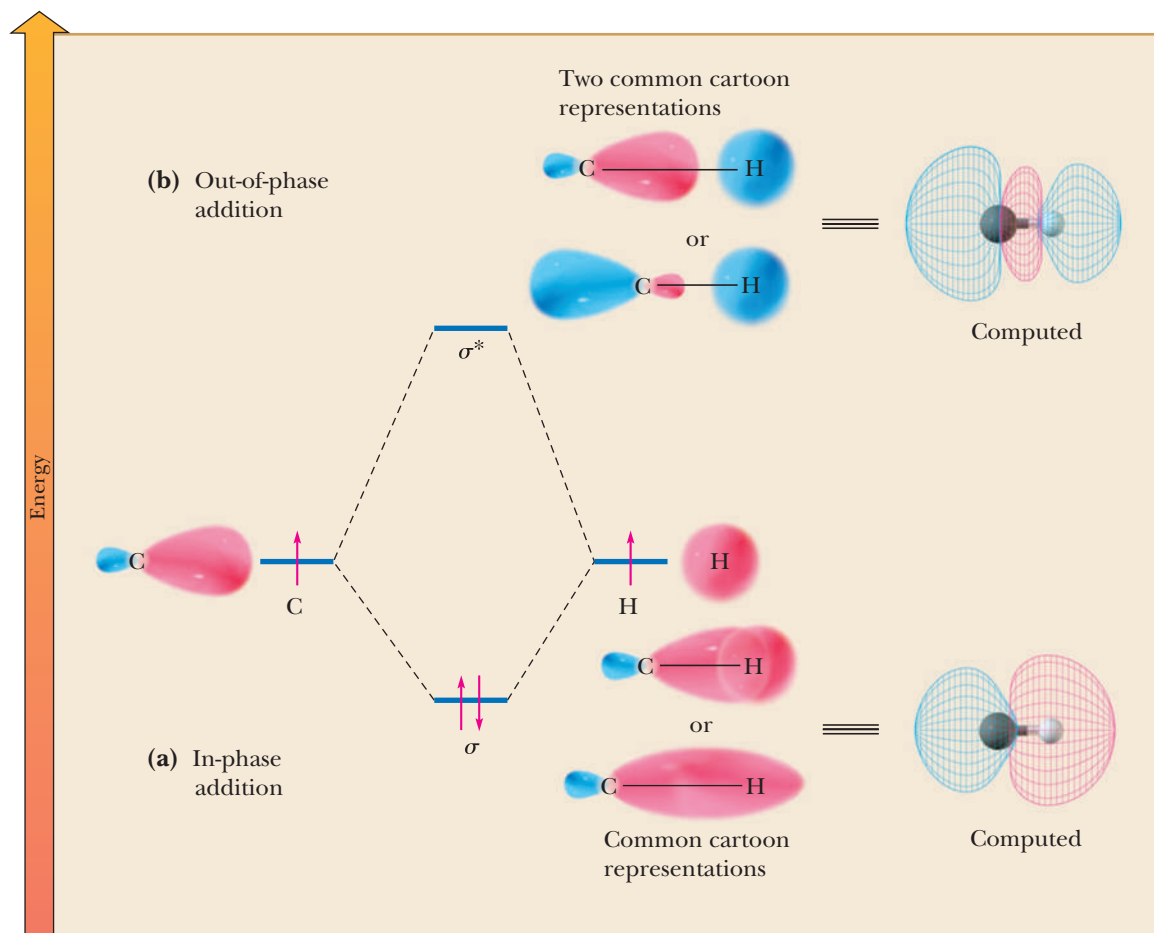 Two common cartoon
representations
C
H
(b) Out-of-phase
addition
or
C
H
Computed
σ*
Energy
C
C
H
H
C
H
or
σ
(a) In-phase
addition
C
H
Common cartoon
representations
Computed